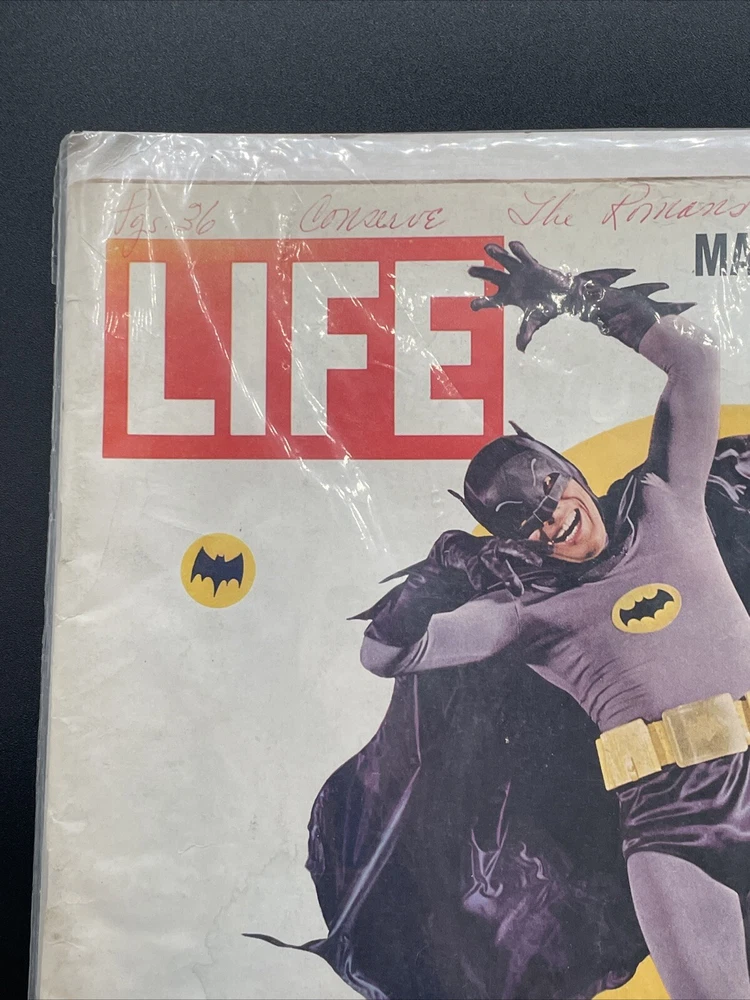 Pgs. 36 Conserve The Romans
LIFE
MA